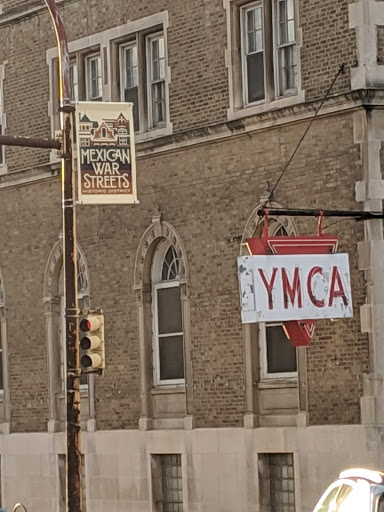 MEXICAN
WAR
STREETS
HISTORIC DISTRICT
YMCA